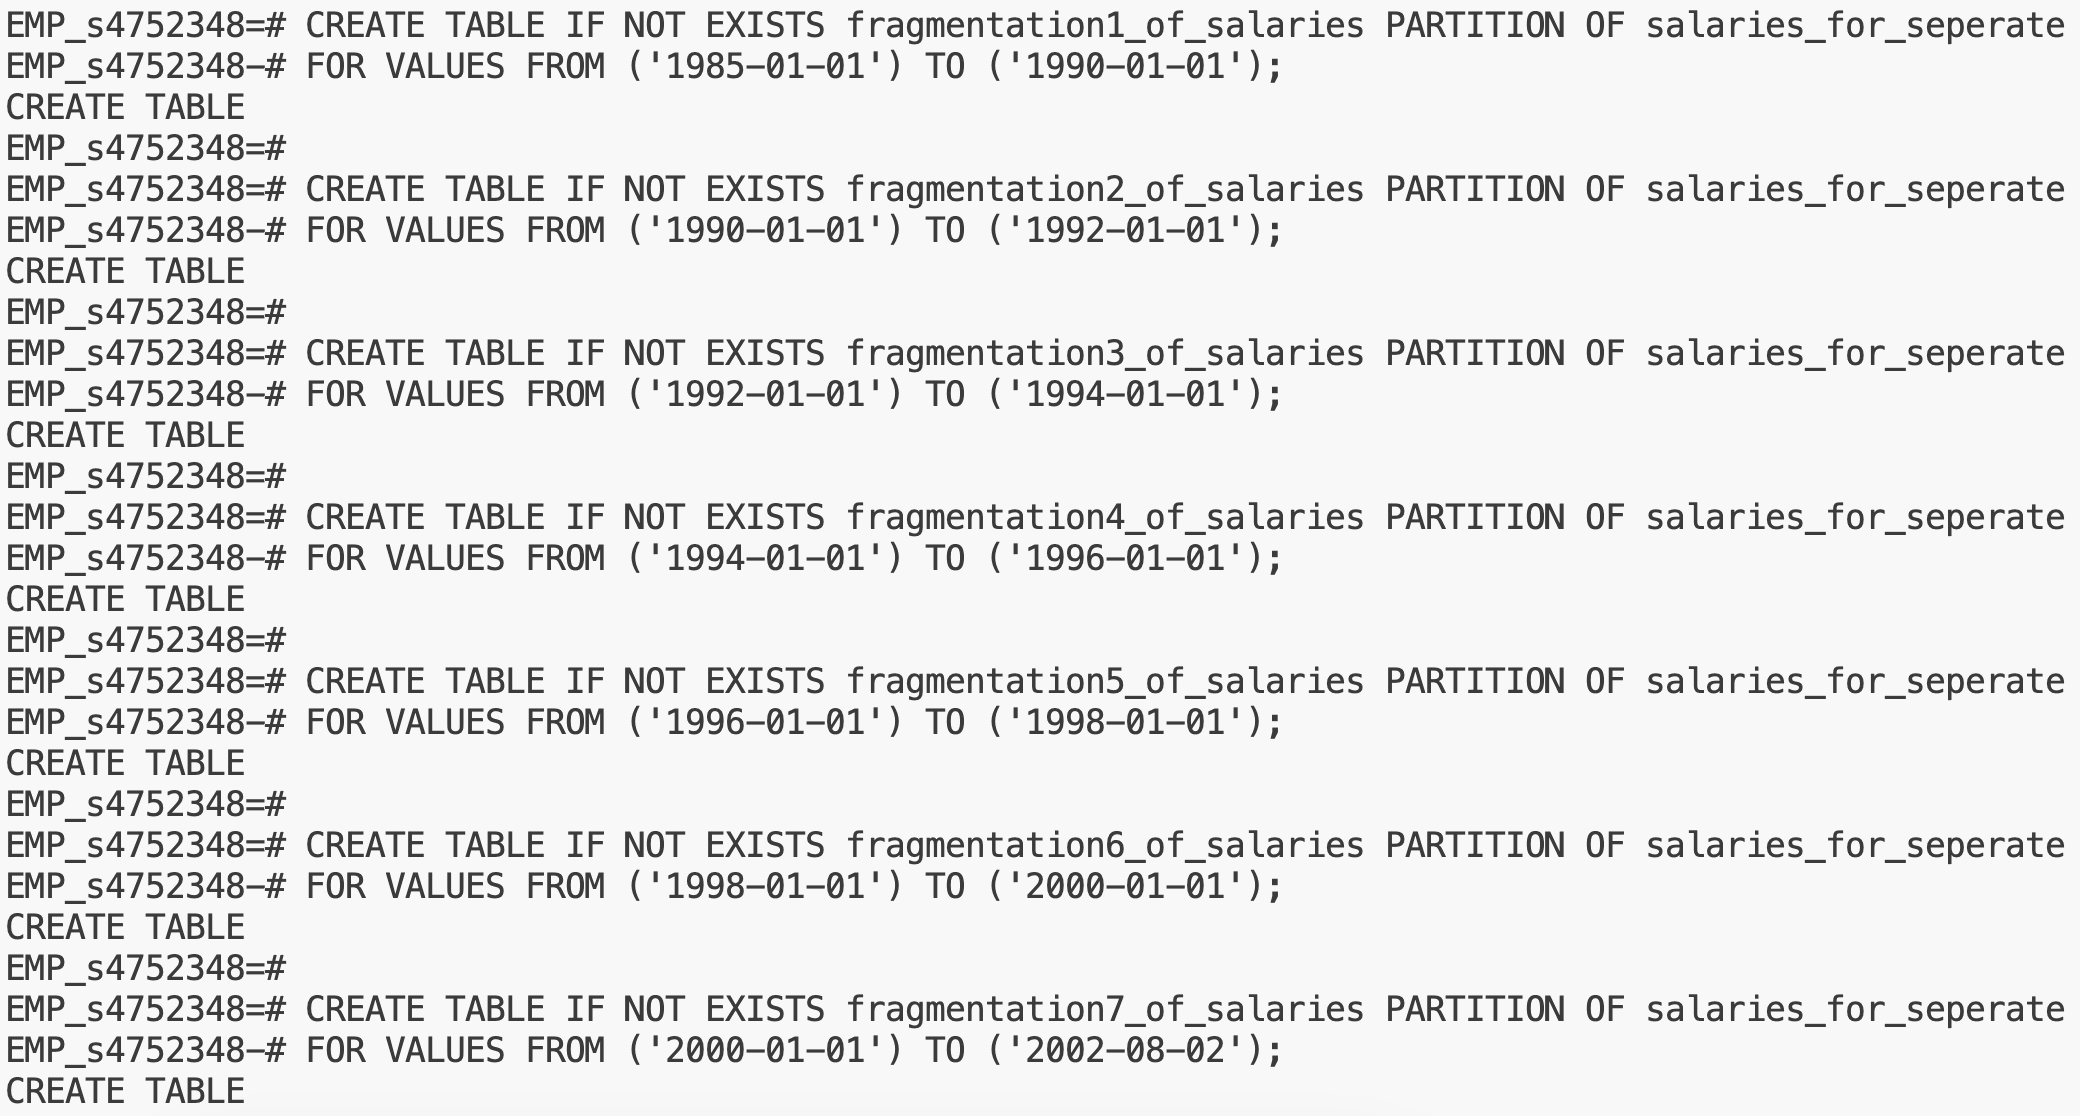 EMP_s4752348=# CREATE TABLE IF NOT EXISTS fragmentation1_of_salaries PARTITION OF salaries_for_seperate
EMP_s4752348-# FOR VALUES FROM ('1985-01-01') TO ('1990-01-01');
CREATE TABLE
EMP_s4752348=#
EMP_s4752348=# CREATE TABLE IF NOT EXISTS fragmentation2_of_salaries PARTITION OF salaries_for_seperate
EMP_s4752348-# FOR VALUES FROM ('1990-01-01') TO ('1992-01-01');
CREATE TABLE
EMP_s4752348=#
EMP_s4752348=# CREATE TABLE IF NOT EXISTS fragmentation3_of_salaries PARTITION OF salaries_for_seperate
EMP_s4752348-# FOR VALUES FROM ('1992-01-01') TO ('1994-01-01');
CREATE TABLE
EMP_s4752348=#
EMP_s4752348=# CREATE TABLE IF NOT EXISTS fragmentation4_of_salaries PARTITION OF salaries_for_seperate
EMP_s4752348-# FOR VALUES FROM ('1994-01-01') TO ('1996-01-01');
CREATE TABLE
EMP_s4752348=#
EMP_s4752348=# CREATE TABLE IF NOT EXISTS fragmentation5_of_salaries PARTITION OF salaries_for_seperate
EMP_s4752348-# FOR VALUES FROM ('1996-01-01') TO ('1998-01-01');
CREATE TABLE
EMP_s4752348=#
EMP_s4752348=# CREATE TABLE IF NOT EXISTS fragmentation6_of_salaries PARTITION OF salaries_for_seperate
EMP_s4752348-# FOR VALUES FROM ('1998-01-01') TO ('2000-01-01');
CREATE TABLE
EMP_s4752348=#
EMP_s4752348=# CREATE TABLE IF NOT EXISTS fragmentation7_of_salaries PARTITION OF salaries_for_seperate
EMP_s4752348-# FOR VALUES FROM ('2000-01-01') TO ('2002-08-02');
CREATE TABLE